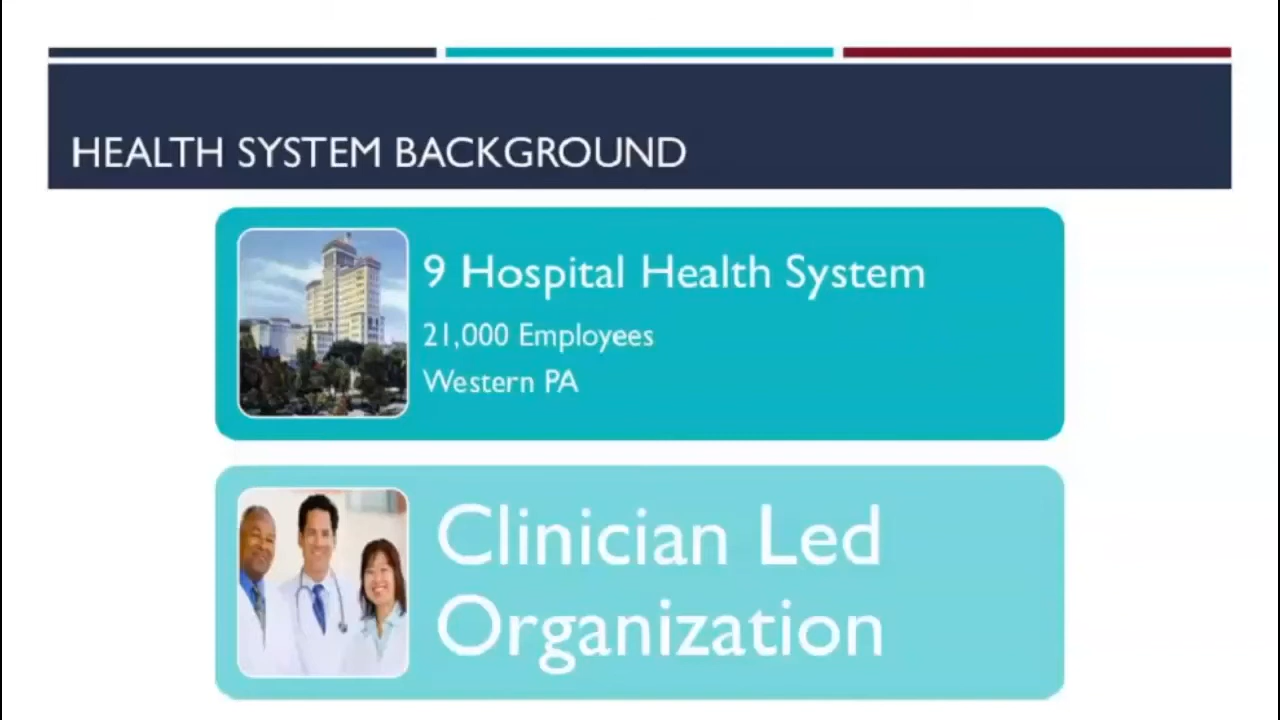 HEALTH SYSTEM BACKGROUND
9 Hospital Health System
21,000 Employees
Western PA
Clinician Led
Organization